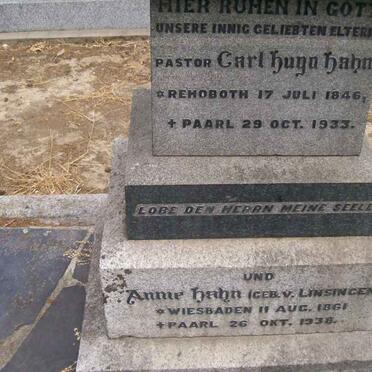 HIER RUHEN IN GOTT
UNSERE INNIG GELIEBTEN ELTERN
PASTOR Carl Hugo Hahn
* REHOBOTH 17 JULI 1846,
+ PAARL 29 OCT. 1933.
LOBE DEN HERRN MEINE SEELE
UND
Annie Hahn (GEB. V. LINSINGEN
* WIESBADEN 11 AUG. 1861
+ PAARL 26 OKT. 1938.